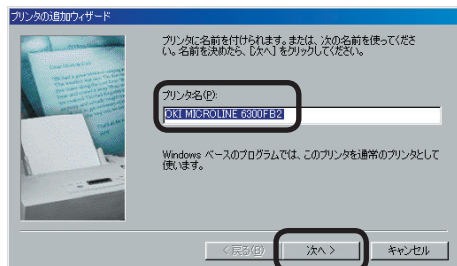 プリンタの追加ウィザード
プリンタに名前を付けられます。または、次の名前を使ってくださ
い。名前を決めたら、[次へ] をクリックしてください。
プリンタ名(P):
OKI MICROLINE 6300FB2
Windows ベースのプログラムでは、このプリンタを通常のプリンタとして
使います。
< 戻る(B)
次へ >
キャンセル